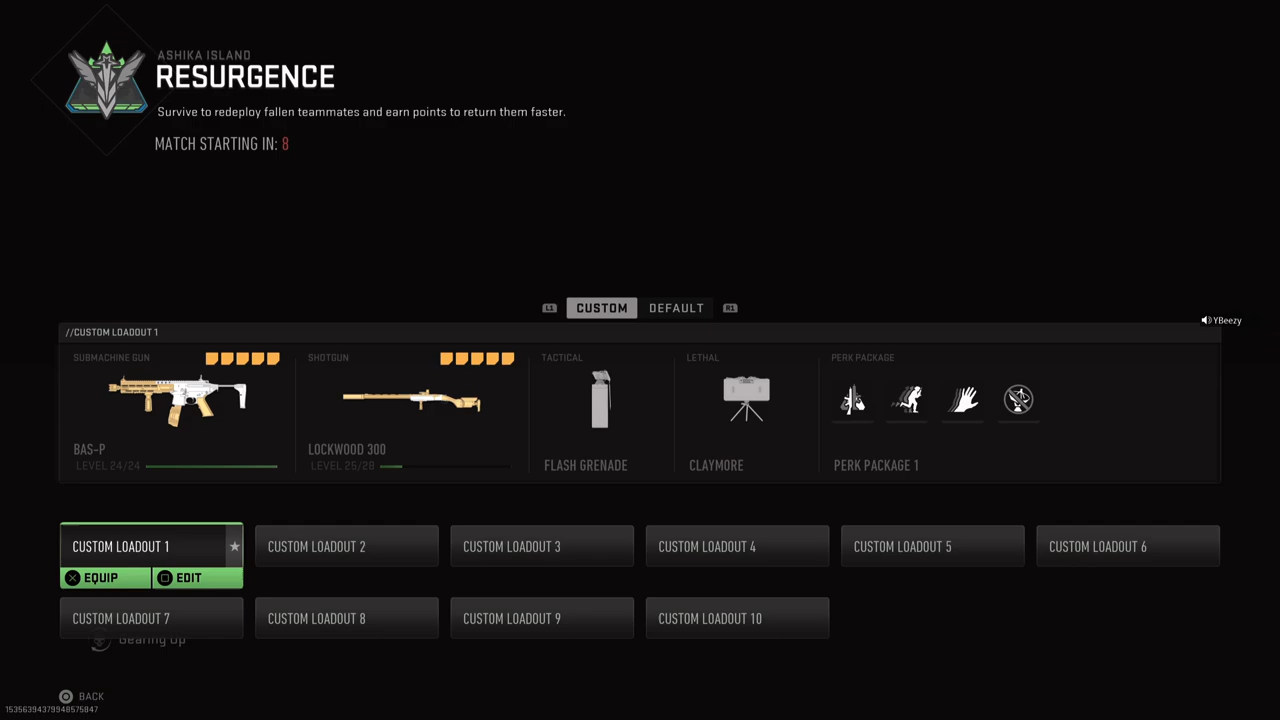 ASHIKA ISLAND
RESURGENCE
Survive to redeploy fallen teammates and earn points to return them faster.
MATCH STARTING IN: 8
L1 CUSTOM DEFAULT R1
YBeezy
//CUSTOM LOADOUT 1
SUBMACHINE GUN SHOTGUN TACTICAL LETHAL PERK PACKAGE
BAS-P LOCKWOOD 300
LEVEL 24/24 LEVEL 25/28 FLASH GRENADE CLAYMORE PERK PACKAGE 1
CUSTOM LOADOUT 1 CUSTOM LOADOUT 2 CUSTOM LOADOUT 3 CUSTOM LOADOUT 4 CUSTOM LOADOUT 5 CUSTOM LOADOUT 6
EQUIP EDIT
CUSTOM LOADOUT 7 CUSTOM LOADOUT 8 CUSTOM LOADOUT 9 CUSTOM LOADOUT 10
Gearing Up
BACK
15356394379948575847